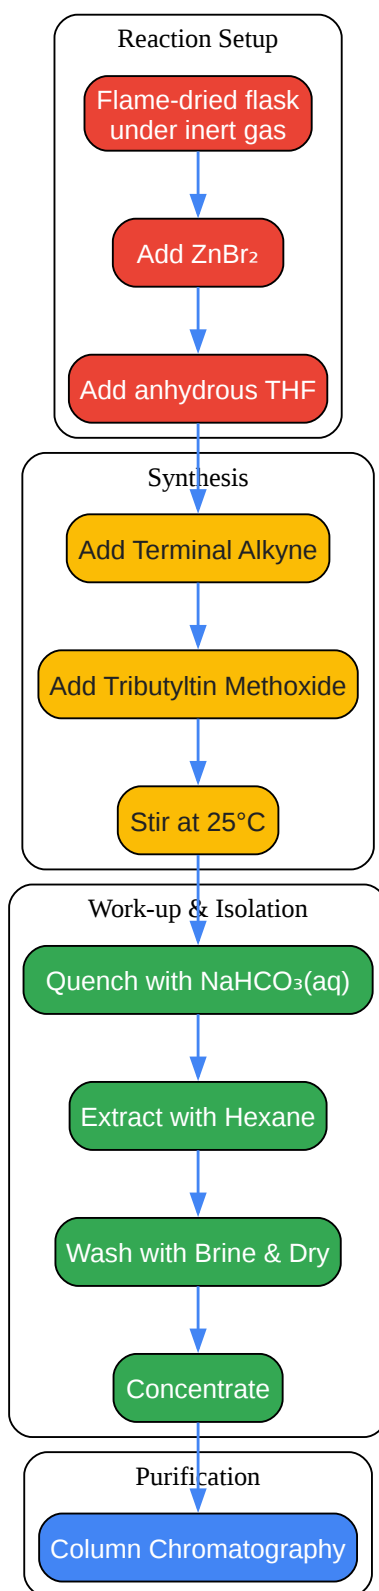 Reaction Setup
Flame-dried flask
under inert gas
Add ZnBr₂
Add anhydrous THF
Synthesis
Add Terminal Alkyne
Add Tributyltin Methoxide
Stir at 25°C
Work-up & Isolation
Quench with NaHCO₃(aq)
Extract with Hexane
Wash with Brine & Dry
Concentrate
Purification
Column Chromatography